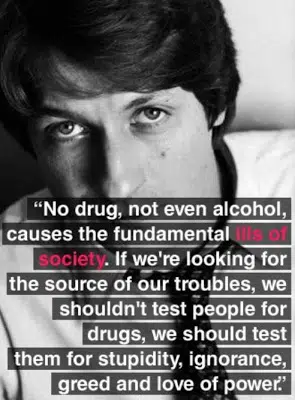 “No drug, not even alcohol,
causes the fundamental ills of
society. If we're looking for
the source of our troubles, we
shouldn't test people for
drugs, we should test
them for stupidity, ignorance,
greed and love of power.”